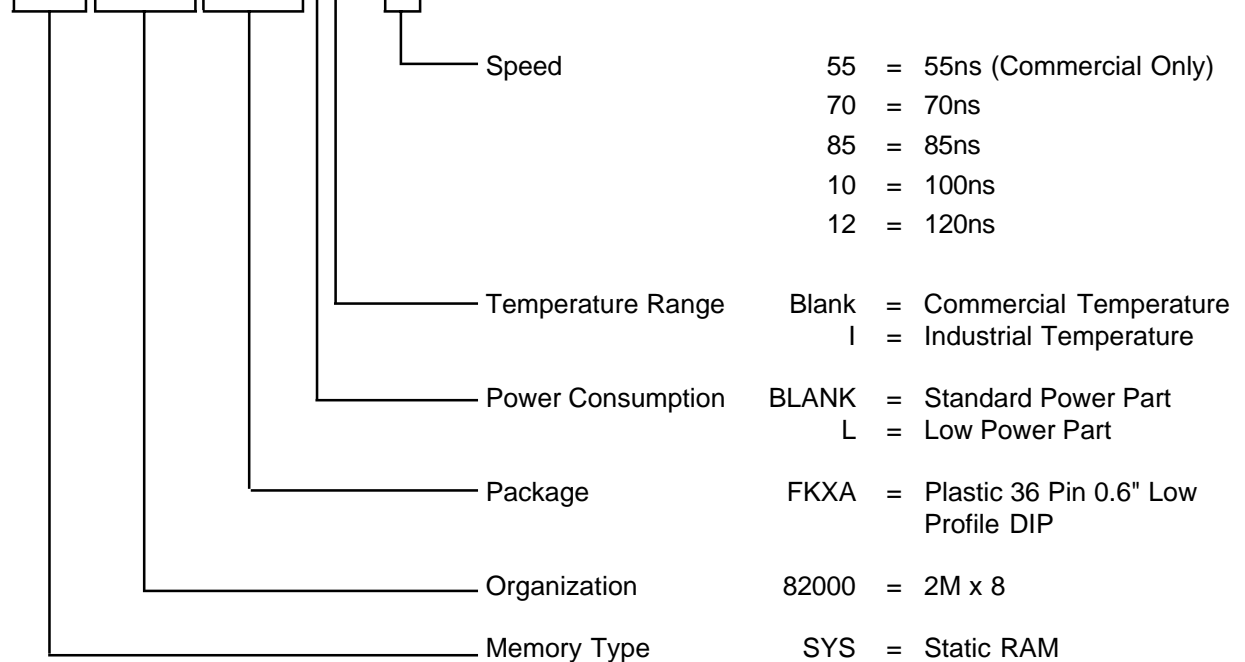 Speed 55 = 55ns (Commercial Only)
70 = 70ns
85 = 85ns
10 = 100ns
12 = 120ns
Temperature Range Blank = Commercial Temperature
I = Industrial Temperature
Power Consumption BLANK = Standard Power Part
L = Low Power Part
Package FKXA = Plastic 36 Pin 0.6" Low
Profile DIP
Organization 82000 = 2M x 8
Memory Type SYS = Static RAM